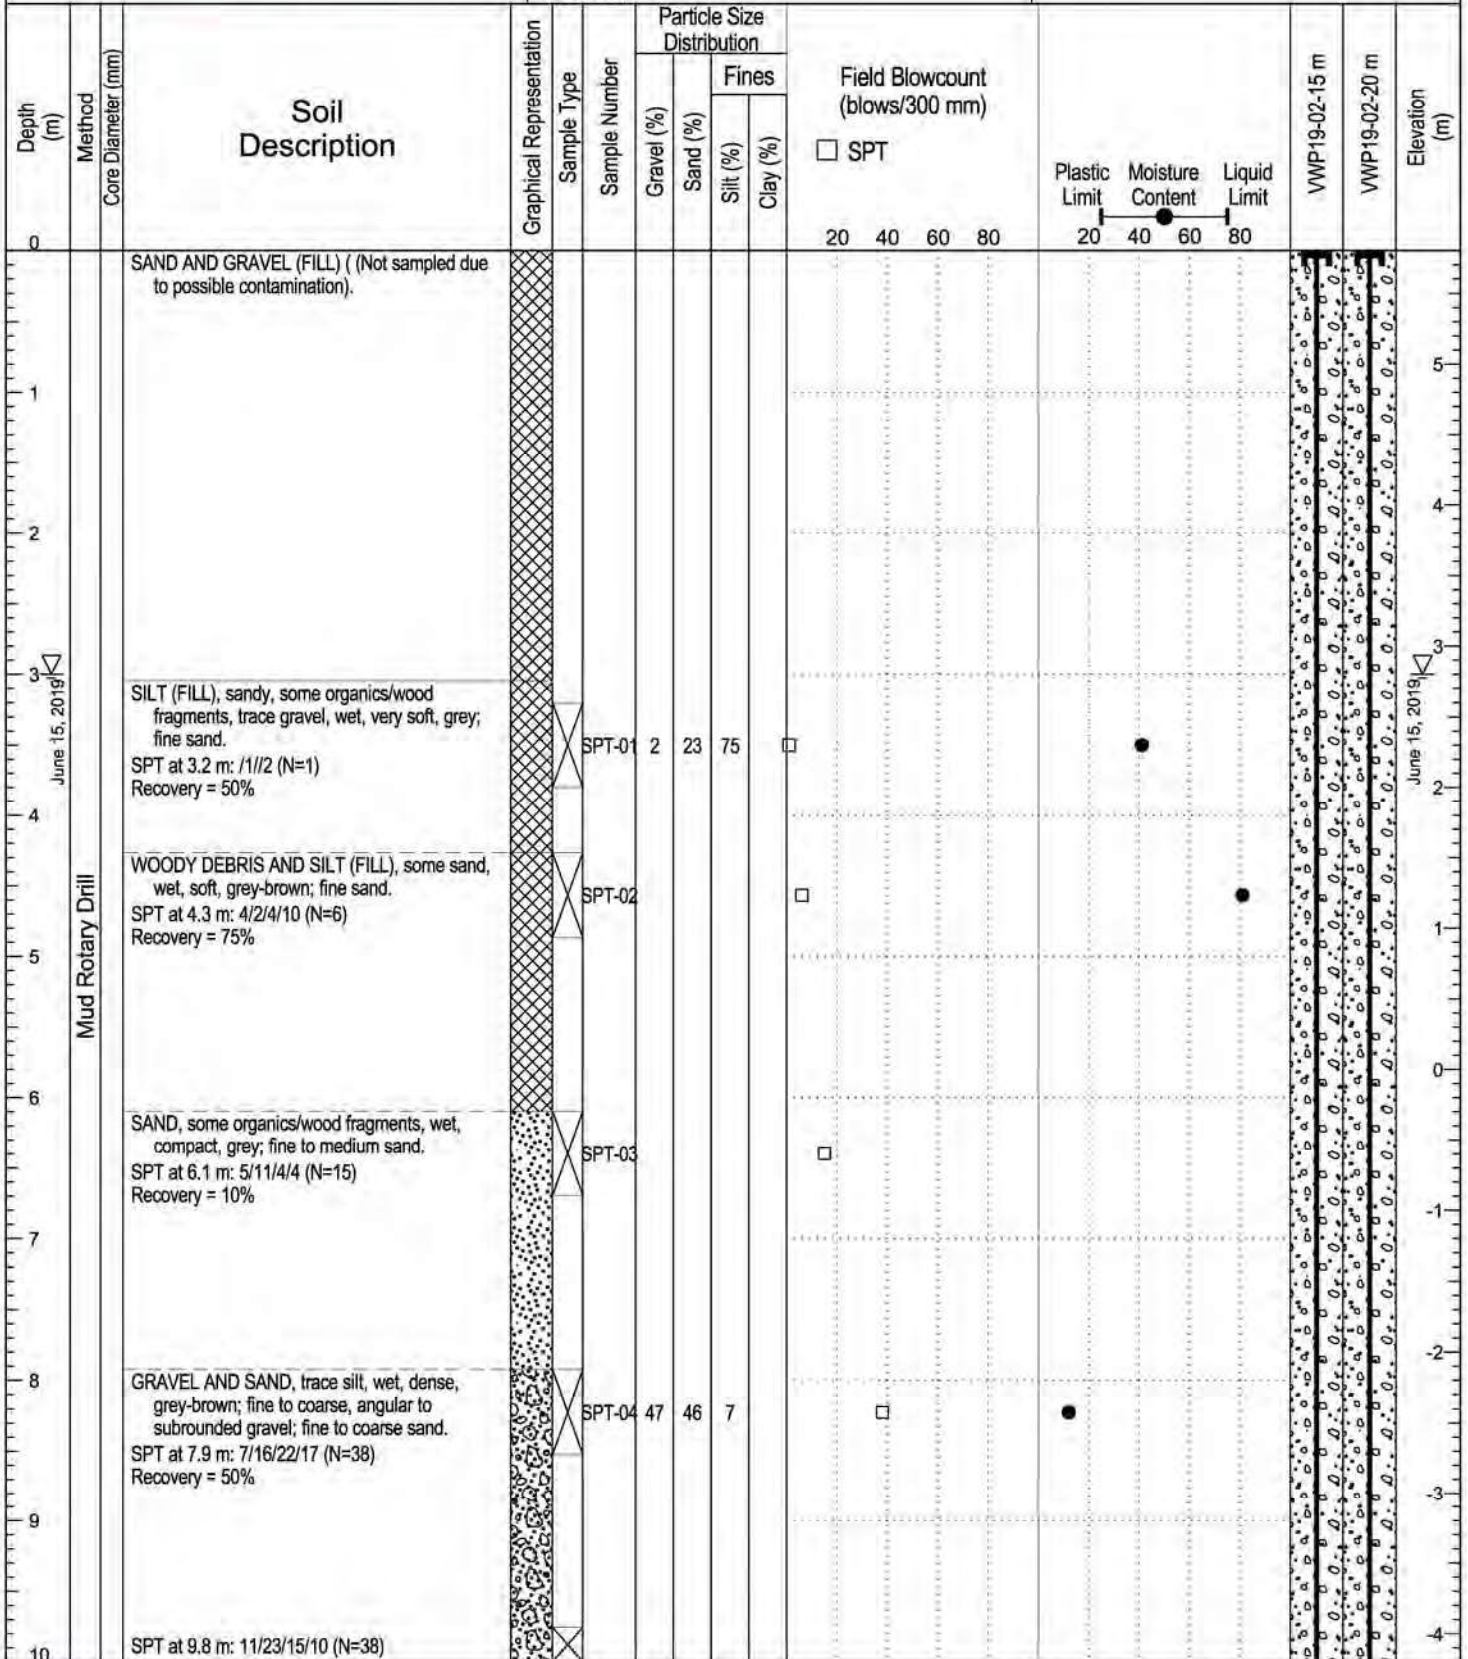 Depth
(m)
Method
Core Diameter (mm)
Soil
Description
Graphical Representation
Sample Type
Sample Number
Particle Size
Distribution
Gravel (%)
Sand (%)
Fines
Silt (%)
Clay (%)
Field Blowcount
(blows/300 mm)
□ SPT
20 40 60 80
Plastic
Limit
Moisture
Content
Liquid
Limit
20 40 60 80
VWP19-02-15 m
VWP19-02-20 m
Elevation
(m)
0
SAND AND GRAVEL (FILL) ( (Not sampled due
to possible contamination).
5
1
4
2
3
3
June 15, 2019
June 15, 2019
SILT (FILL), sandy, some organics/wood
fragments, trace gravel, wet, very soft, grey;
fine sand.
SPT at 3.2 m: /1//2 (N=1)
Recovery = 50%
SPT-01 2 23 75
2
4
WOODY DEBRIS AND SILT (FILL), some sand,
wet, soft, grey-brown; fine sand.
SPT at 4.3 m: 4/2/4/10 (N=6)
Recovery = 75%
SPT-02
1
5
Mud Rotary Drill
0
6
SAND, some organics/wood fragments, wet,
compact, grey; fine to medium sand.
SPT at 6.1 m: 5/11/4/4 (N=15)
Recovery = 10%
SPT-03
-1
7
-2
8
GRAVEL AND SAND, trace silt, wet, dense,
grey-brown; fine to coarse, angular to
subrounded gravel; fine to coarse sand.
SPT at 7.9 m: 7/16/22/17 (N=38)
Recovery = 50%
SPT-04 47 46 7
-3
9
SPT at 9.8 m: 11/23/15/10 (N=38)
-4
10